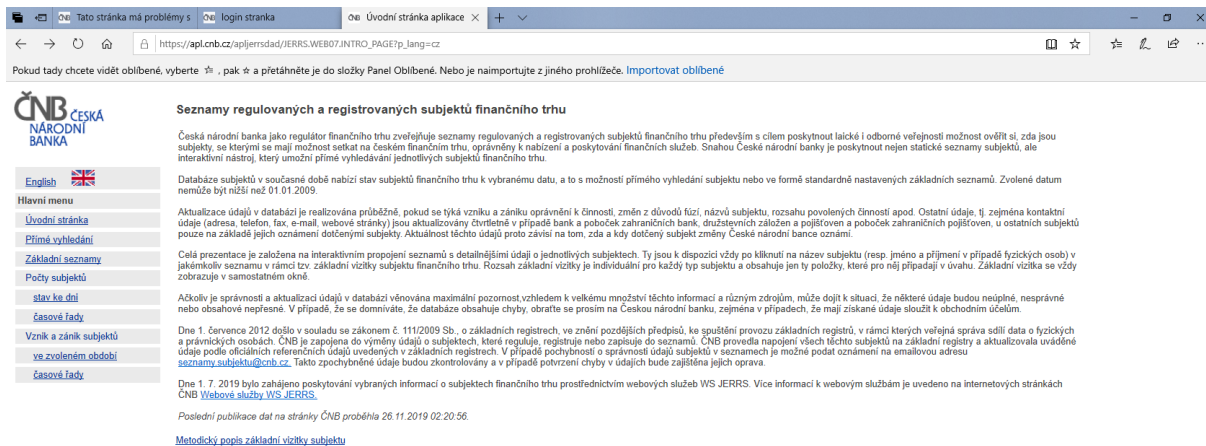 Tato stránka má problémy s
login stranka
Úvodní stránka aplikace
https://apl.cnb.cz/apljerrsdad/JERRS.WEB07.INTRO_PAGE?p_lang=cz
Pokud tady chcete vidět oblíbené, vyberte ☆ , pak ☆ a přetáhněte je do složky Panel Oblíbené. Nebo je naimportujte z jiného prohlížeče. Importovat oblíbené
ČNB ČESKÁ
NÁRODNÍ
BANKA
English
Hlavní menu
Úvodní stránka
Přímé vyhledání
Základní seznamy
Počty subjektů
stav ke dni
časové řady
Vznik a zánik subjektů
ve zvoleném období
časové řady
Seznamy regulovaných a registrovaných subjektů finančního trhu
Česká národní banka jako regulátor finančního trhu zveřejňuje seznamy regulovaných a registrovaných subjektů finančního trhu především s cílem poskytnout laické i odborné veřejnosti možnost ověřit si, zda jsou
subjekty, se kterými se mají možnost setkat na českém finančním trhu, oprávněny k nabízení a poskytování finančních služeb. Snahou České národní banky je poskytnout nejen statické seznamy subjektů, ale
interaktivní nástroj, který umožní přímé vyhledávání jednotlivých subjektů finančního trhu.
Databáze subjektů v současné době nabízí stav subjektů finančního trhu k vybranému datu, a to s možností přímého vyhledání subjektu nebo ve formě standardně nastavených základních seznamů. Zvolené datum
nemůže být nižší než 01.01.2009.
Aktualizace údajů v databázi je realizována průběžně, pokud se týká vzniku a zániku oprávnění k činnosti, změn z důvodů fúzí, názvů subjektu, rozsahu povolených činností apod. Ostatní údaje, tj. zejména kontaktní
údaje (adresa, telefon, fax, e-mail, webové stránky) jsou aktualizovány čtvrtletně v případě bank a poboček zahraničních bank, družstevních záložen a pojišťoven a poboček zahraničních pojišťoven, u ostatních subjektů
pouze na základě jejich oznámení dotčenými subjekty. Aktuálnost těchto údajů proto závisí na tom, zda a kdy dotčený subjekt změny České národní bance oznámí.
Celá prezentace je založena na interaktivním propojení seznamů s detailnějšími údaji o jednotlivých subjektech. Ty jsou k dispozici vždy po kliknutí na název subjektu (resp. jméno a příjmení v případě fyzických osob) v
jakémkoliv seznamu v rámci tzv. základní vizitky subjektu finančního trhu. Rozsah základní vizitky je individuální pro každý typ subjektu a obsahuje jen ty položky, které pro něj připadají v úvahu. Základní vizitka se vždy
zobrazuje v samostatném okně.
Ačkoliv je správnosti a aktualizaci údajů v databázi věnována maximální pozornost,vzhledem k velkému množství těchto informací a různým zdrojům, může dojít k situaci, že některé údaje budou neúplné, nesprávné
nebo obsahově nepřesné. V případě, že se domníváte, že databáze obsahuje chyby, obraťte se prosím na Českou národní banku, zejména v případech, že mají získané údaje sloužit k obchodním účelům.
Dne 1. července 2012 došlo v souladu se zákonem č. 111/2009 Sb., o základních registrech, ve znění pozdějších předpisů, ke spuštění provozu základních registrů, v rámci kterých veřejná správa sdílí data o fyzických
a právnických osobách. ČNB je zapojena do výměny údajů o subjektech, které reguluje, registruje nebo zapisuje do seznamů. ČNB provedla napojení všech těchto subjektů na základní registry a aktualizovala uváděné
údaje podle oficiálních referenčních údajů uvedených v základních registrech. V případě pochybností o správnosti údajů subjektů v seznamech je možné podat oznámení na emailovou adresu
seznamy.subjektu@cnb.cz. Takto zpochybněné údaje budou zkontrolovány a v případě potvrzení chyby v údajích bude zajištěna jejich oprava.
Dne 1. 7. 2019 bylo zahájeno poskytování vybraných informací o subjektech finančního trhu prostřednictvím webových služeb WS JERRS. Více informací k webovým službám je uvedeno na internetových stránkách
ČNB Webové služby WS JERRS.
Poslední publikace dat na stránky ČNB proběhla 26.11.2019 02:20:56.
Metodický popis základní vizitky subjektu